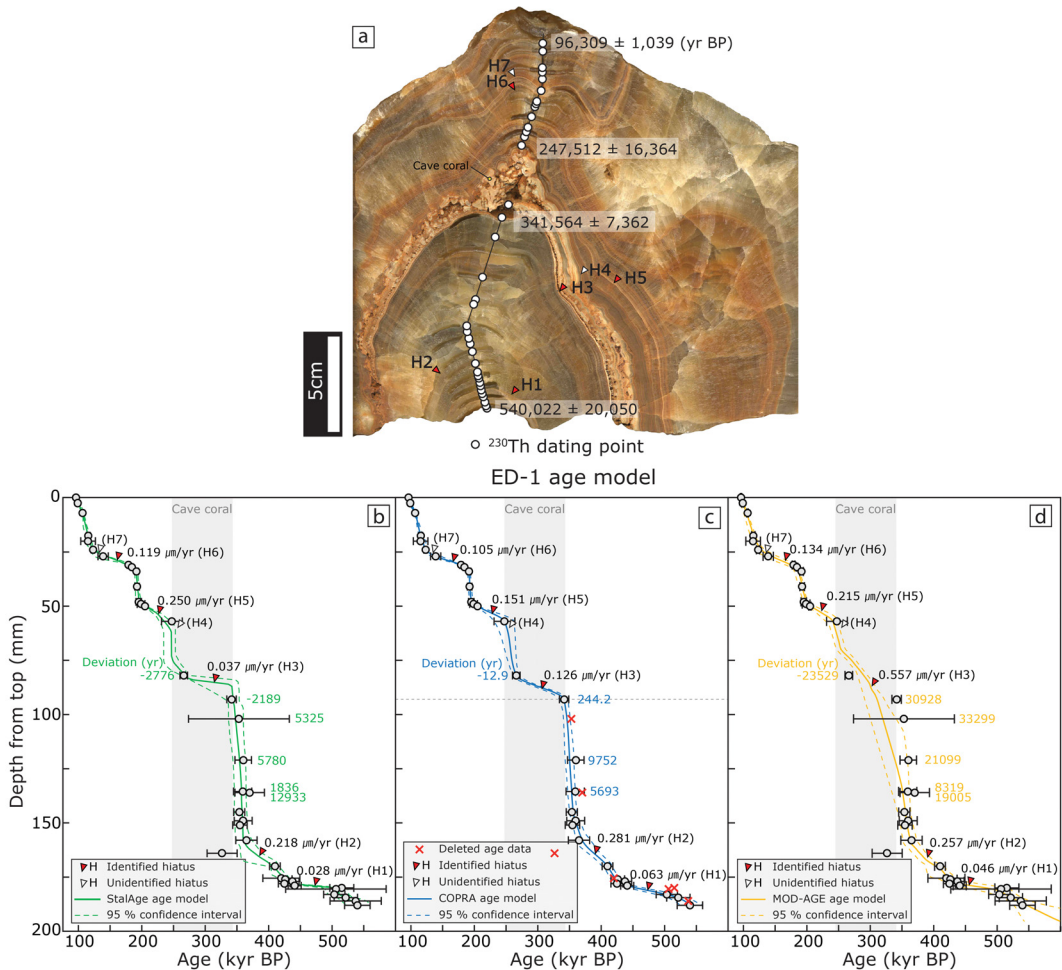 a
96,309 ± 1,039 (yr BP)
H7
H6
247,512 ± 16,364
Cave coral
341,564 ± 7,362
H4
H5
H3
H2
H1
540,022 ± 20,050
5cm
²³⁰Th dating point
ED-1 age model
Depth from top (mm)
0
50
100
150
200
Cave coral
b
(H7)
0.119 μm/yr (H6)
0.250 μm/yr (H5)
(H4)
Deviation (yr)
-2776
0.037 μm/yr (H3)
-2189
5325
5780
1836
12933
0.218 μm/yr (H2)
0.028 μm/yr (H1)
H Identified hiatus
H Unidentified hiatus
StalAge age model
95 % confidence interval
100 200 300 400 500
Age (kyr BP)
Cave coral
c
(H7)
0.105 μm/yr (H6)
0.151 μm/yr (H5)
(H4)
Deviation (yr)
-12.9
0.126 μm/yr (H3)
244.2
9752
5693
0.281 μm/yr (H2)
0.063 μm/yr (H1)
Deleted age data
H Identified hiatus
H Unidentified hiatus
COPRA age model
95 % confidence interval
100 200 300 400 500
Age (kyr BP)
Cave coral
d
(H7)
0.134 μm/yr (H6)
0.215 μm/yr (H5)
(H4)
Deviation (yr)
-23529
0.557 μm/yr (H3)
30928
33299
21099
8319
19005
0.257 μm/yr (H2)
0.046 μm/yr (H1)
H Identified hiatus
H Unidentified hiatus
MOD-AGE age model
95 % confidence interval
100 200 300 400 500
Age (kyr BP)